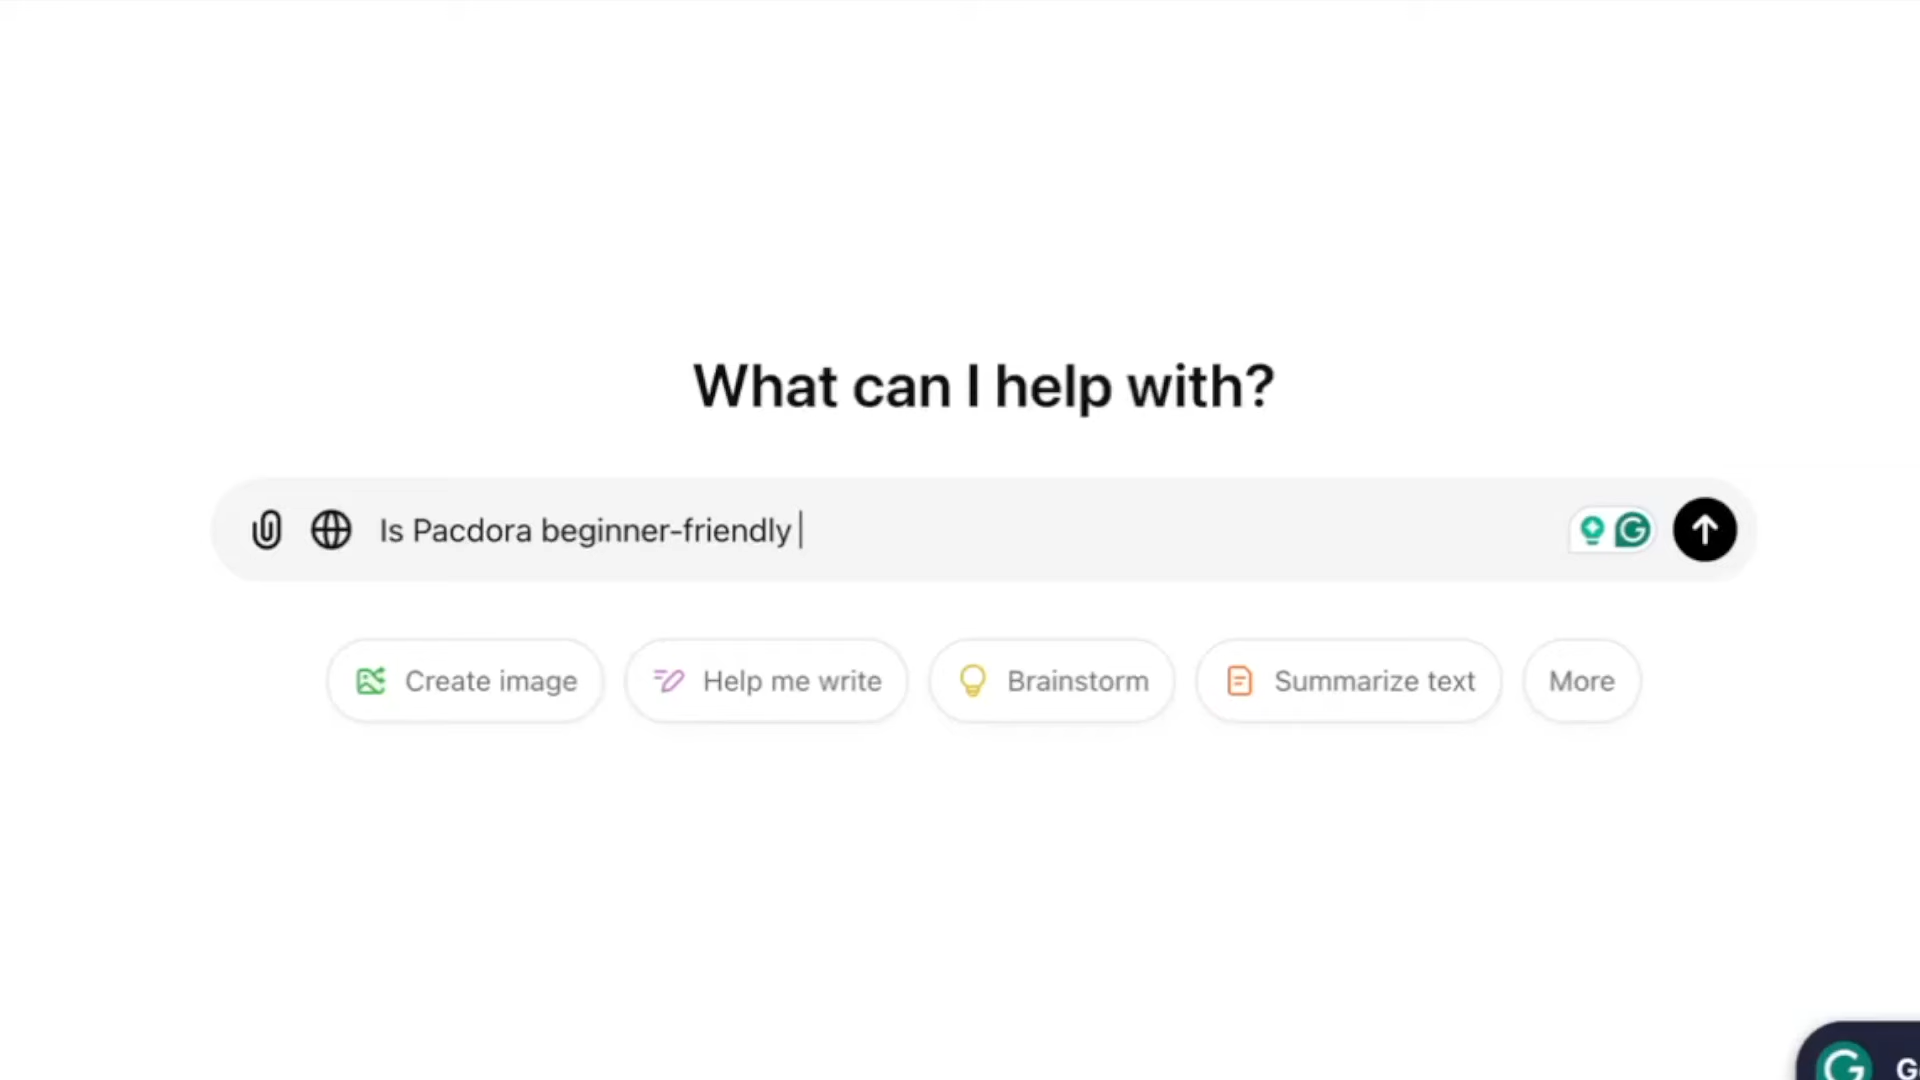 What can I help with?
Is Pacdora beginner-friendly
Create image
Help me write
Brainstorm
Summarize text
More
G